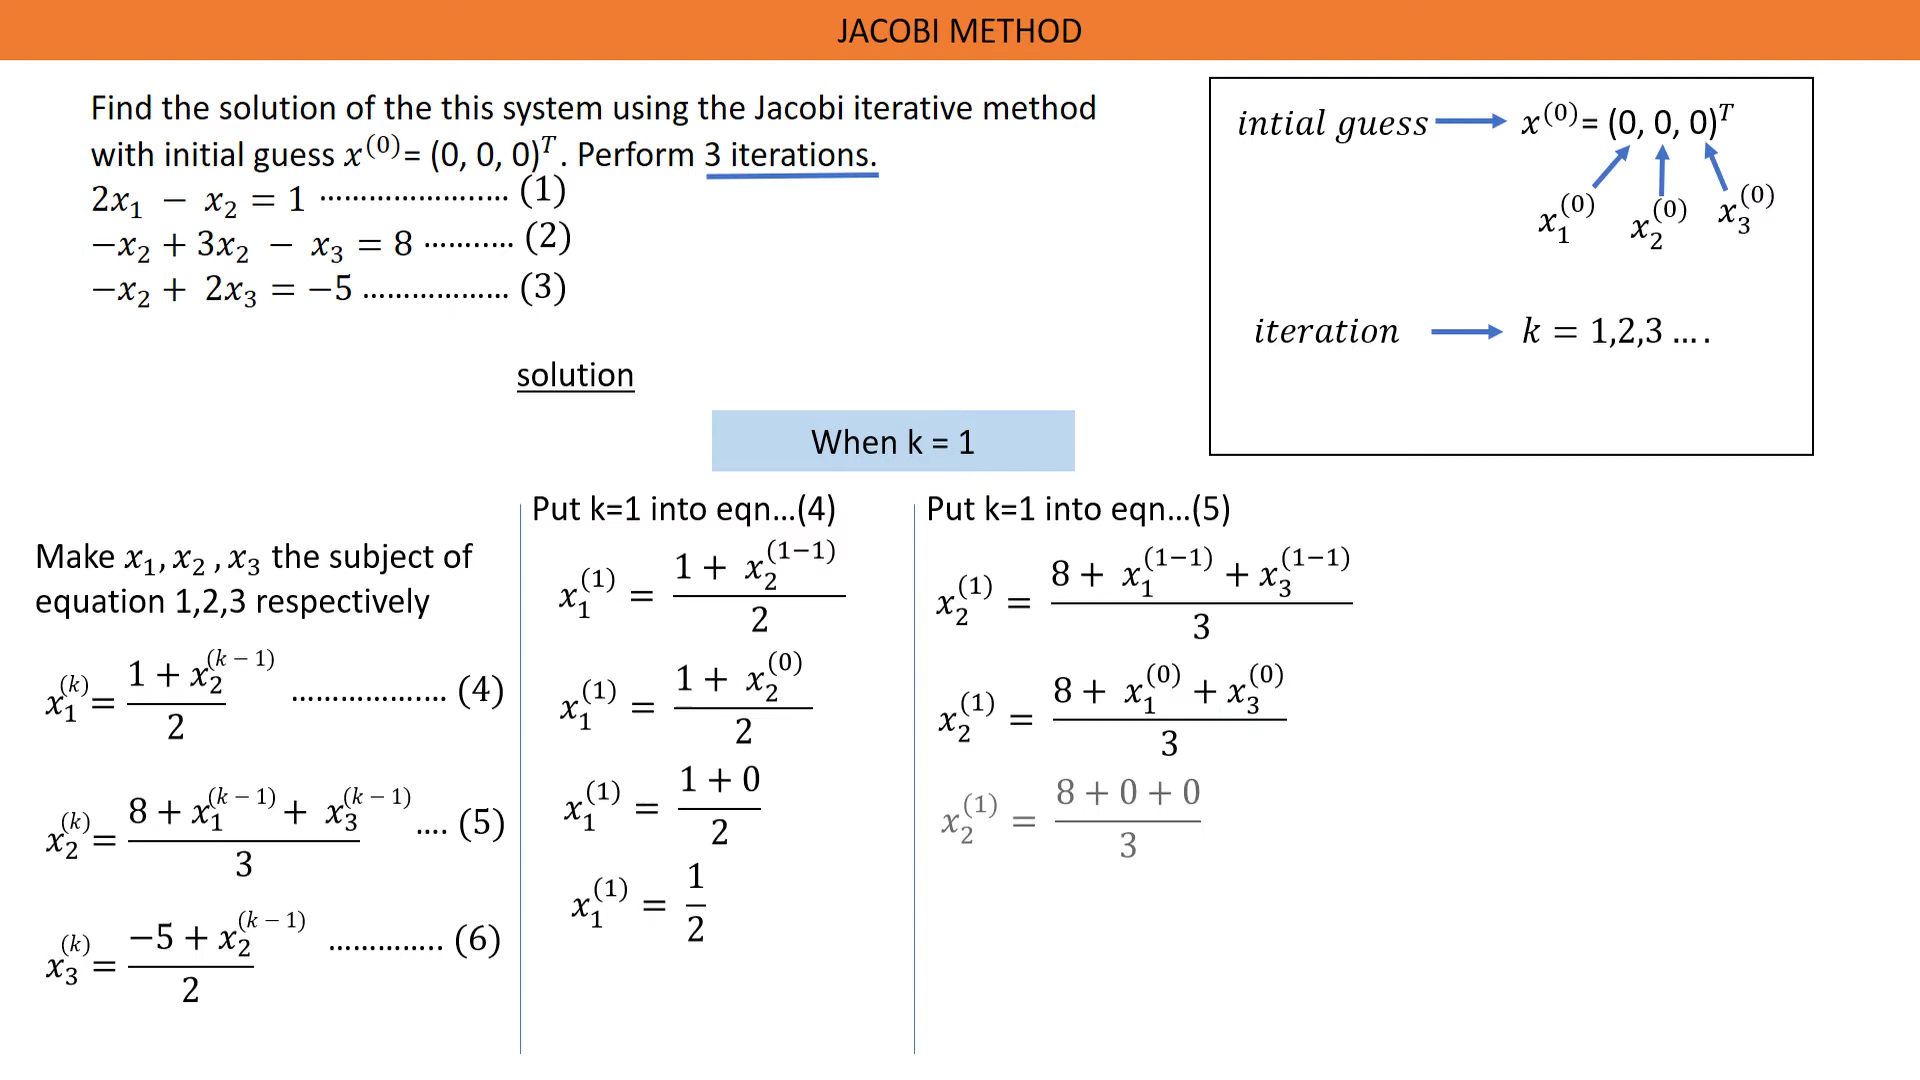 JACOBI METHOD
Find the solution of the this system using the Jacobi iterative method
with initial guess x^(0)= (0, 0, 0)^T. Perform 3 iterations.
2x₁ − x₂ = 1 ........................ (1)
−x₂ + 3x₂ − x₃ = 8 ............ (2)
−x₂ + 2x₃ = −5 .................. (3)
intial guess → x^(0)= (0, 0, 0)^T
x₁^(0) x₂^(0) x₃^(0)
iteration → k = 1,2,3 ….
solution
When k = 1
Make x₁, x₂ , x₃ the subject of
equation 1,2,3 respectively
x₁^(k)= (1 + x₂^(k − 1))/2 ................... (4)
x₂^(k)= (8 + x₁^(k − 1) + x₃^(k − 1))/3 .... (5)
x₃^(k)= (−5 + x₂^(k − 1))/2 .............. (6)
Put k=1 into eqn...(4)
x₁^(1) = (1 + x₂^(1−1))/2
x₁^(1) = (1 + x₂^(0))/2
x₁^(1) = (1 + 0)/2
x₁^(1) = 1/2
Put k=1 into eqn...(5)
x₂^(1) = (8 + x₁^(1−1) + x₃^(1−1))/3
x₂^(1) = (8 + x₁^(0) + x₃^(0))/3
x₂^(1) = (8 + 0 + 0)/3